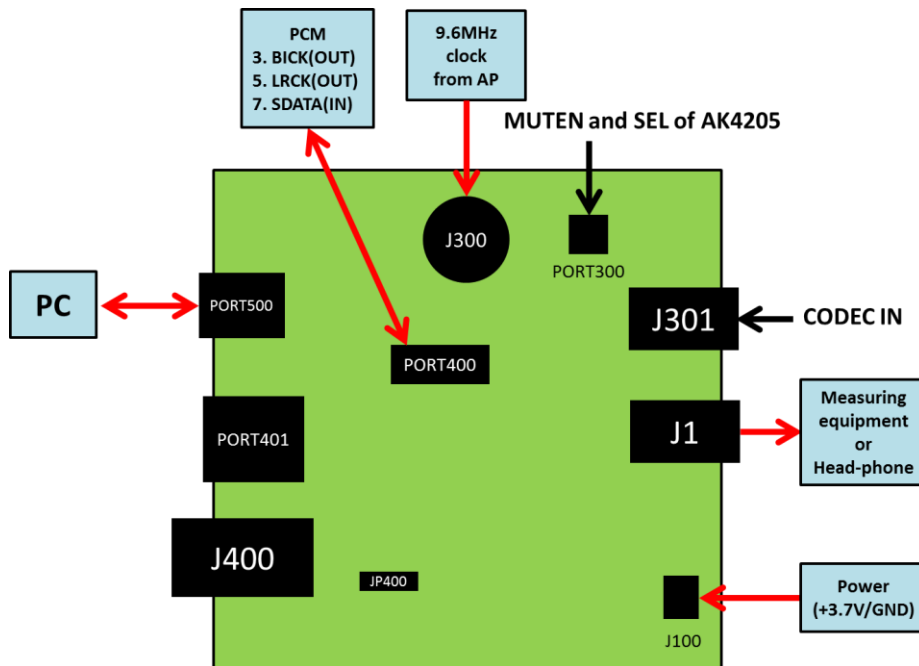 PCM
3. BICK(OUT)
5. LRCK(OUT)
7. SDATA(IN)
9.6MHz
clock
from AP
MUTEN and SEL of AK4205
J300
PORT300
PC
PORT500
J301
CODEC IN
PORT400
PORT401
J1
Measuring
equipment
or
Head-phone
J400
JP400
J100
Power
(+3.7V/GND)